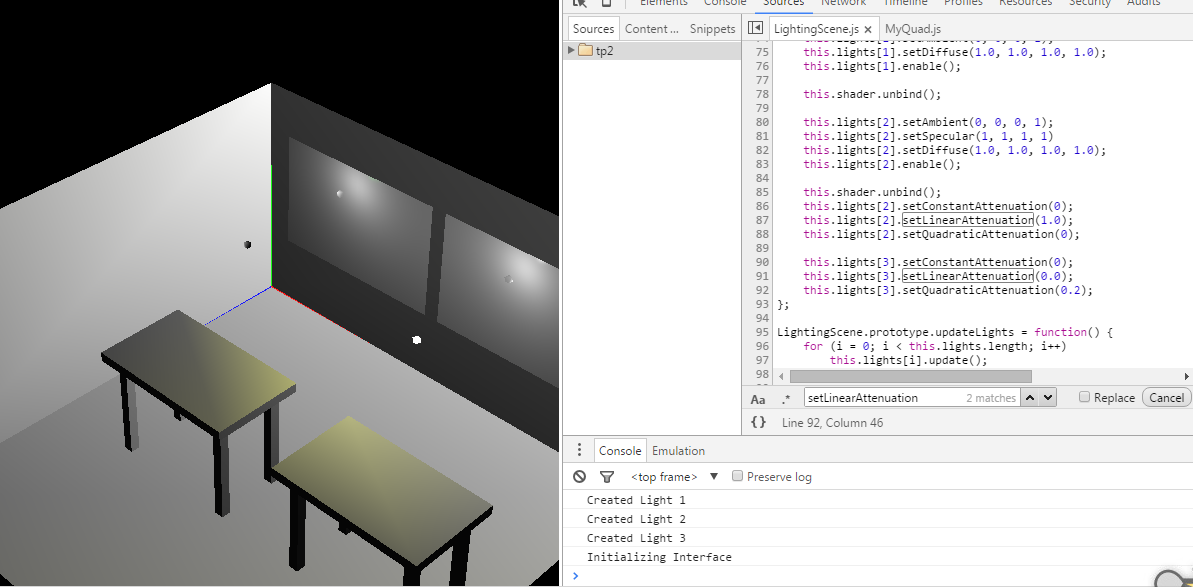 Elements Console Sources Network Timeline Profiles Resources Security Audits
Sources Content ... Snippets LightingScene.js × MyQuad.js
tp2
75 this.lights[1].setDiffuse(1.0, 1.0, 1.0, 1.0);
76 this.lights[1].enable();
77
78 this.shader.unbind();
79
80 this.lights[2].setAmbient(0, 0, 0, 1);
81 this.lights[2].setSpecular(1, 1, 1, 1)
82 this.lights[2].setDiffuse(1.0, 1.0, 1.0, 1.0);
83 this.lights[2].enable();
84
85 this.shader.unbind();
86 this.lights[2].setConstantAttenuation(0);
87 this.lights[2].setLinearAttenuation(1.0);
88 this.lights[2].setQuadraticAttenuation(0);
89
90 this.lights[3].setConstantAttenuation(0);
91 this.lights[3].setLinearAttenuation(0.0);
92 this.lights[3].setQuadraticAttenuation(0.2);
93 };
94
95 LightingScene.prototype.updateLights = function() {
96 for (i = 0; i < this.lights.length; i++)
97 this.lights[i].update();
98
Aa .* setLinearAttenuation 2 matches Replace Cancel
{} Line 92, Column 46
Console Emulation
<top frame> ▼ Preserve log
Created Light 1
Created Light 2
Created Light 3
Initializing Interface
>